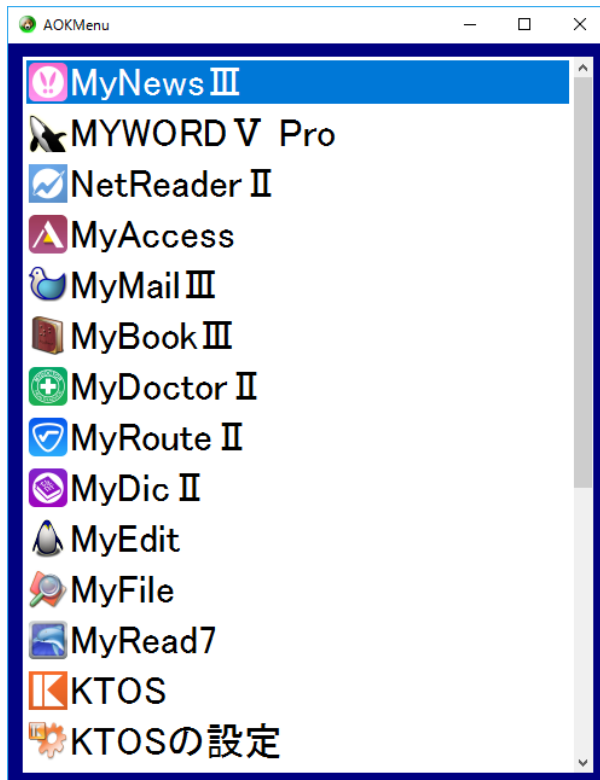 AOKMenu
MyNewsⅢ
MYWORDⅤ Pro
NetReaderⅡ
MyAccess
MyMailⅢ
MyBookⅢ
MyDoctorⅡ
MyRouteⅡ
MyDicⅡ
MyEdit
MyFile
MyRead7
KTOS
KTOSの設定